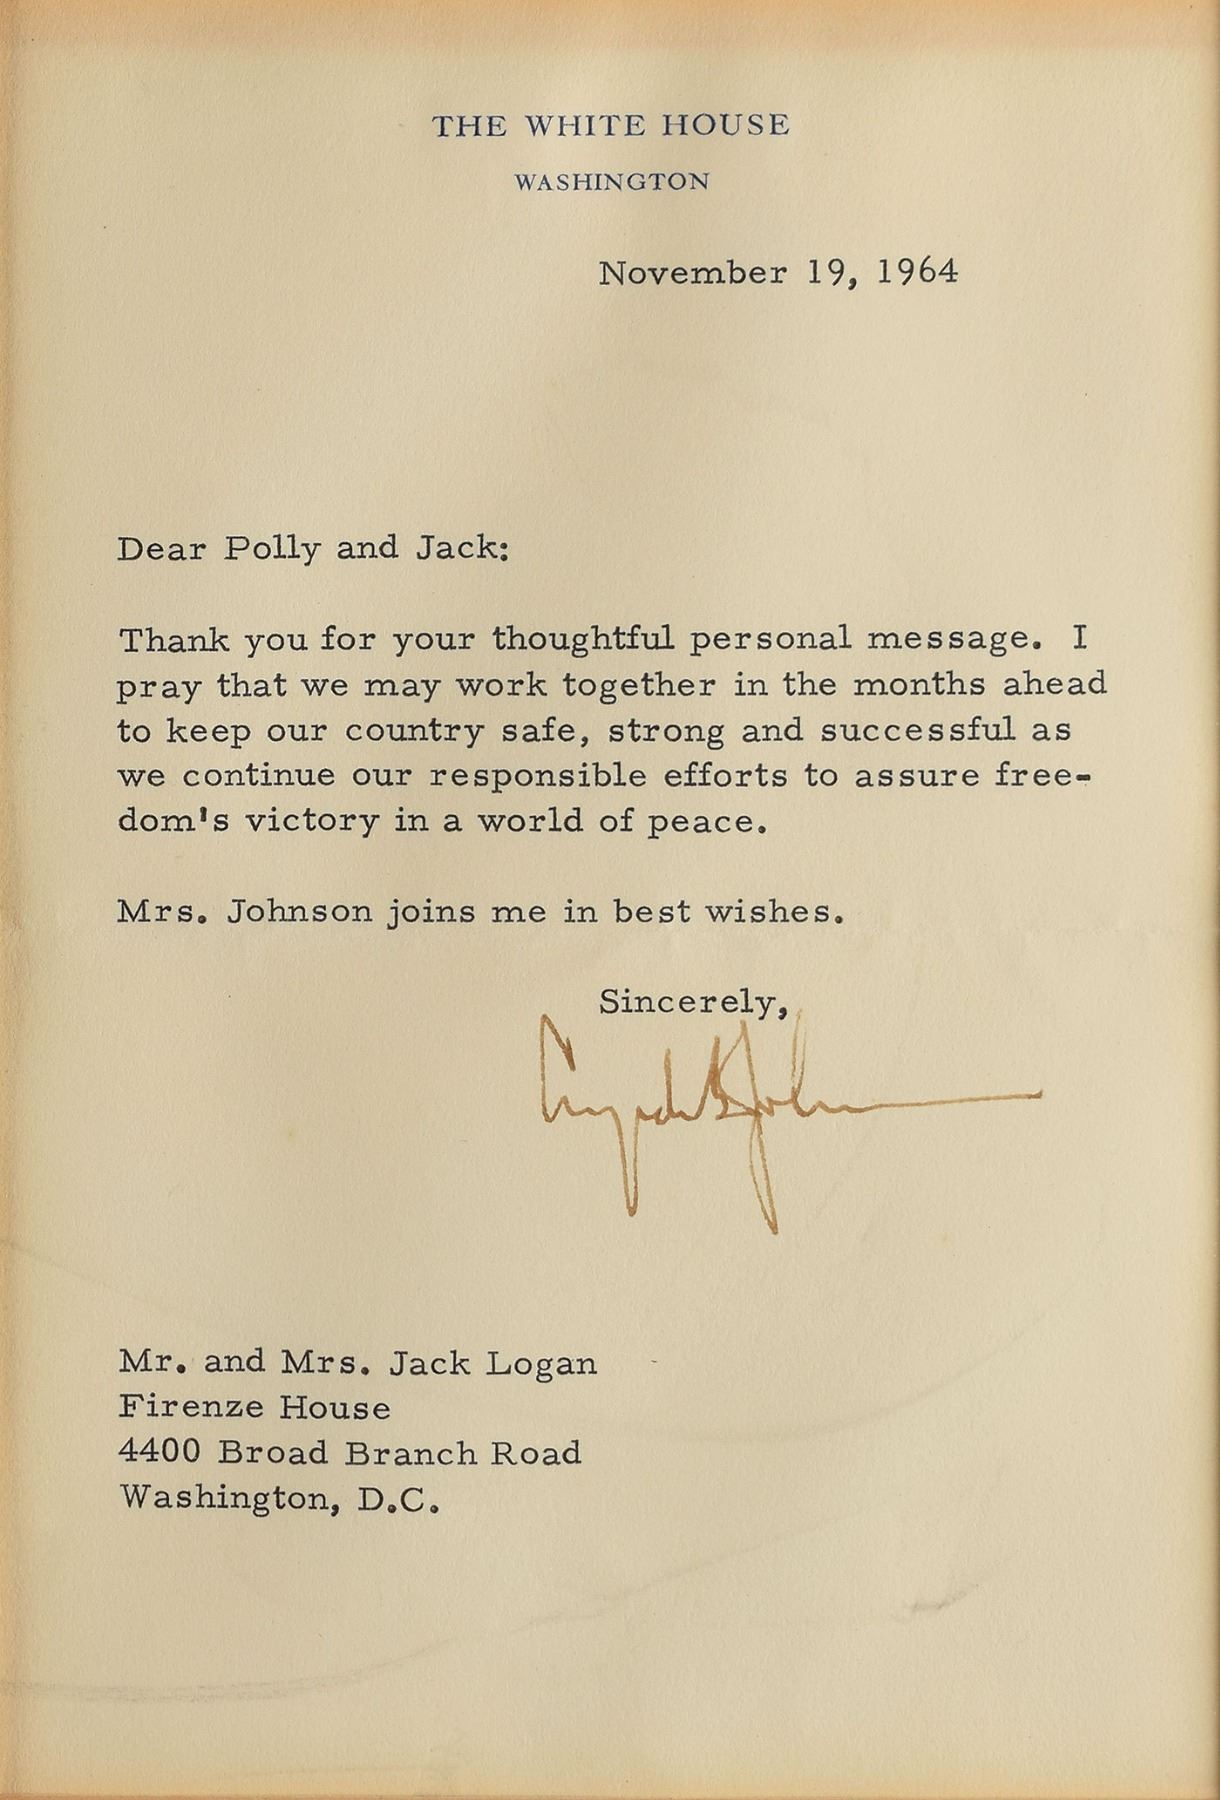 THE WHITE HOUSE
WASHINGTON
November 19, 1964
Dear Polly and Jack:
Thank you for your thoughtful personal message. I
pray that we may work together in the months ahead
to keep our country safe, strong and successful as
we continue our responsible efforts to assure free-
dom's victory in a world of peace.
Mrs. Johnson joins me in best wishes.
Sincerely,
Lyndon B Johnson
Mr. and Mrs. Jack Logan
Firenze House
4400 Broad Branch Road
Washington, D.C.